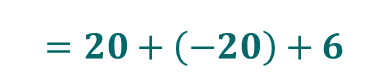 = 20 + (−20) + 6